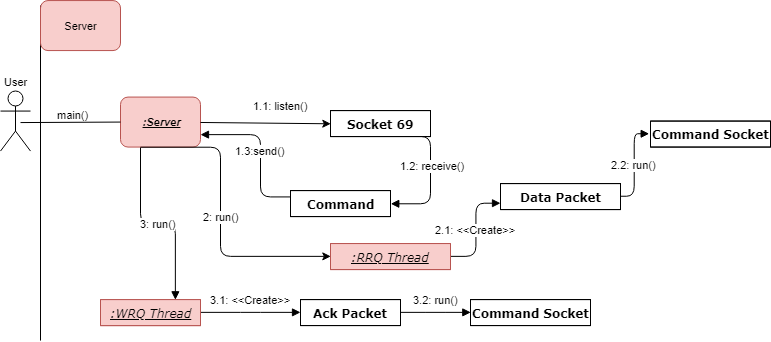 Server
User
main()
:Server
1.1: listen()
Socket 69
Command Socket
1.3:send()
1.2: receive()
2.2: run()
Command
Data Packet
3: run()
2: run()
2.1: <<Create>>
:RRQ Thread
3.1: <<Create>>
3.2: run()
:WRQ Thread
Ack Packet
Command Socket